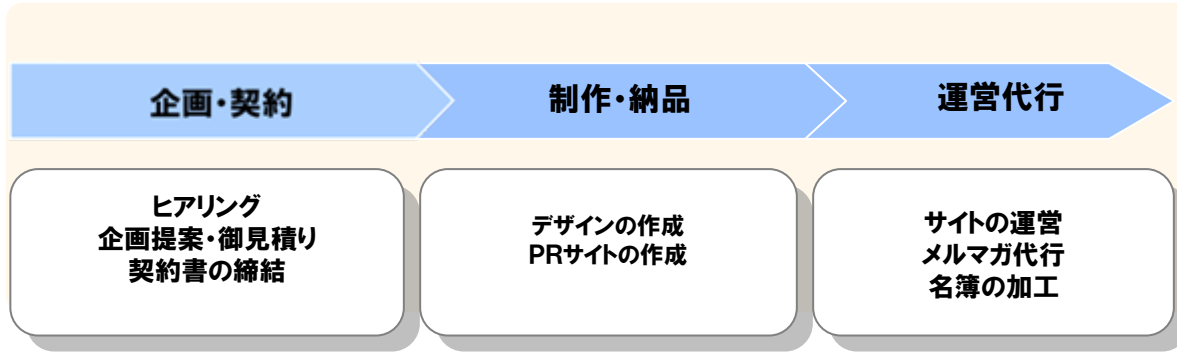 企画・契約
制作・納品
運営代行
ヒアリング
企画提案・御見積り
契約書の締結
デザインの作成
PRサイトの作成
サイトの運営
メルマガ代行
名簿の加工